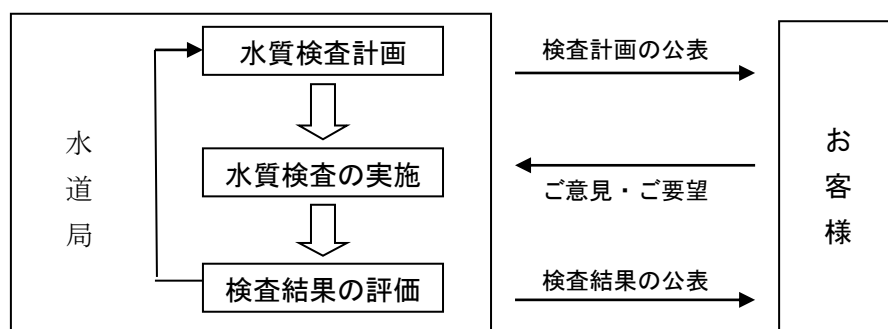 水質検査計画
検査計画の公表
水道局
水質検査の実施
ご意見・ご要望
お客様
検査結果の評価
検査結果の公表